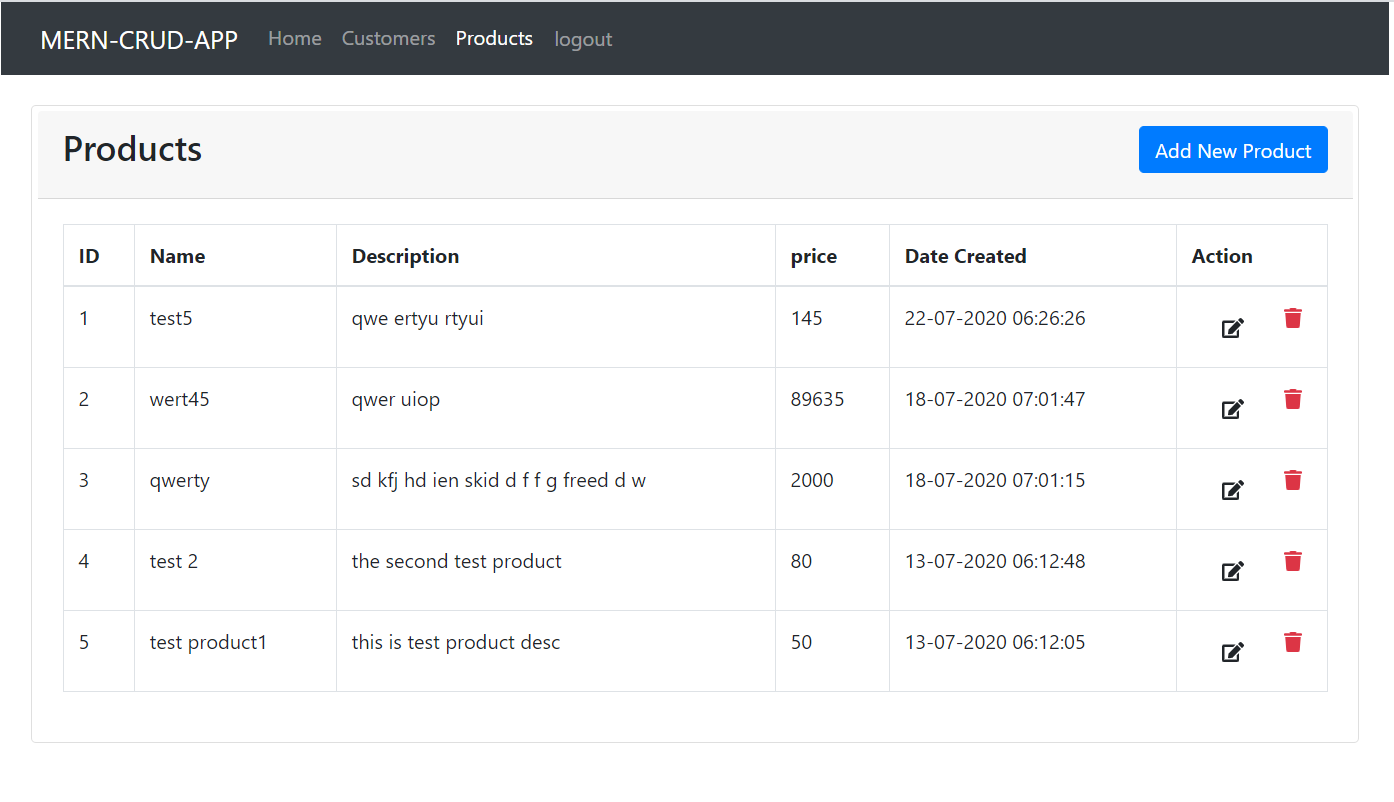 MERN-CRUD-APP Home Customers Products logout
Products Add New Product
ID Name Description price Date Created Action
1 test5 qwe ertyu rtyui 145 22-07-2020 06:26:26
2 wert45 qwer uiop 89635 18-07-2020 07:01:47
3 qwerty sd kfj hd ien skid d f f g freed d w 2000 18-07-2020 07:01:15
4 test 2 the second test product 80 13-07-2020 06:12:48
5 test product1 this is test product desc 50 13-07-2020 06:12:05